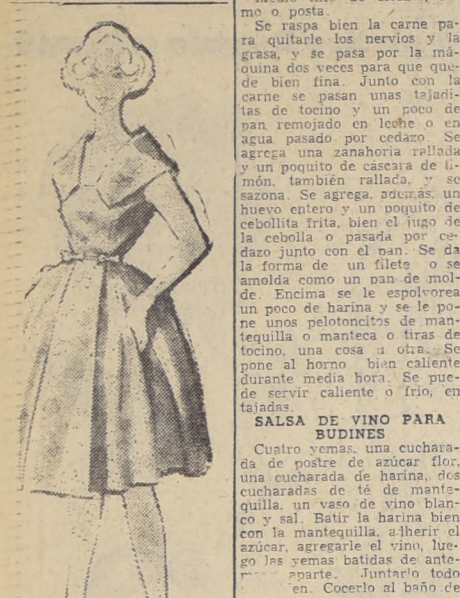 mo o posta.
Se raspa bien la carne pa-
ra quitarle los nervios y la
grasa, y se pasa por la má-
quina dos veces para que que-
de bien fina. Junto con la
carne se pasan unas tajadi-
tas de tocino y un poco de
pan remojado en leche o en
agua pasado por cedazo. Se
agrega una zanahoria rallada
y un poquito de cáscara de li-
món, también rallada, y se
sazona. Se agrega, además, un
huevo entero y un poquito de
cebollita frita, bien el jugo de
la cebolla o pasada por ce-
dazo junto con el pan. Se da
la forma de un filete o se
amolda como un pan de mol-
de. Encima se le espolvorea
un poco de harina y se le po-
ne unos pelotoncitos de man-
tequilla o manteca o tiras de
tocino, una cosa u otra. Se
pone al horno bien caliente
durante media hora. Se pue-
de servir caliente o frío, en
tajadas.
SALSA DE VINO PARA
BUDINES
Cuatro yemas, una cuchara-
da de postre de azúcar flor,
una cucharada de harina, dos
cucharadas de té de mante-
quilla, un vaso de vino blan-
co y sal. Batir la harina bien
con la mantequilla, adherir el
azúcar, agregarle el vino, lue-
go las yemas batidas de ante-
aparte. Juntarlo todo
en. Cocerlo al baño de